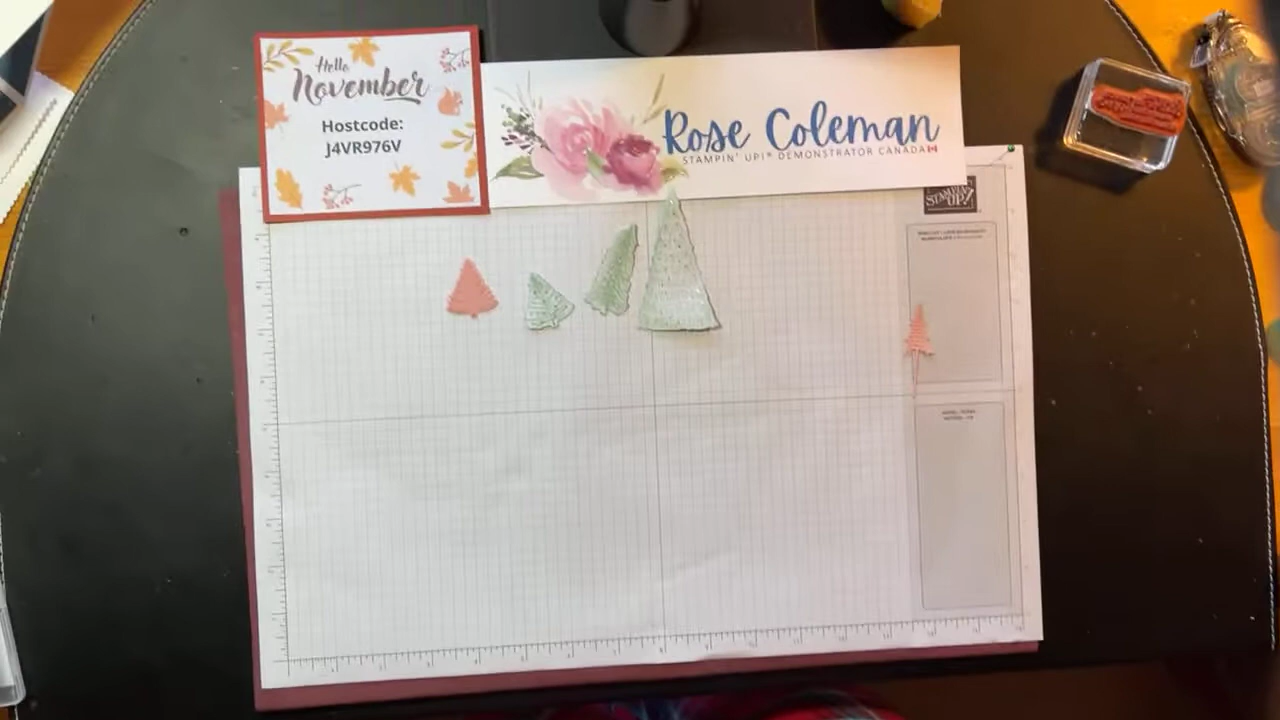 Hello
November
Hostcode:
J4VR976V
Rose Coleman
STAMPIN' UP!® DEMONSTRATOR CANADA
STAMPIN'
UP!